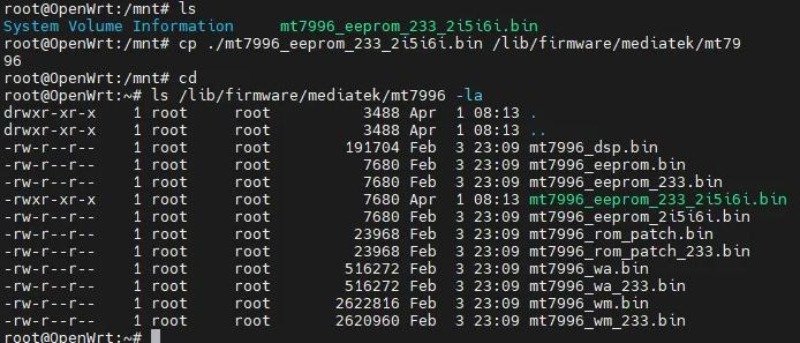 root@OpenWrt:/mnt# ls
System Volume Information     mt7996_eeprom_233_2i5i6i.bin
root@OpenWrt:/mnt# cp ./mt7996_eeprom_233_2i5i6i.bin /lib/firmware/mediatek/mt79
96
root@OpenWrt:/mnt# cd
root@OpenWrt:~# ls /lib/firmware/mediatek/mt7996 -la
drwxr-xr-x    1 root     root          3488 Apr  1 08:13 .
drwxr-xr-x    1 root     root          3488 Apr  1 08:13 ..
-rw-r--r--    1 root     root        191704 Feb  3 23:09 mt7996_dsp.bin
-rw-r--r--    1 root     root          7680 Feb  3 23:09 mt7996_eeprom.bin
-rw-r--r--    1 root     root          7680 Feb  3 23:09 mt7996_eeprom_233.bin
-rwxr-xr-x    1 root     root          7680 Apr  1 08:13 mt7996_eeprom_233_2i5i6i.bin
-rw-r--r--    1 root     root          7680 Feb  3 23:09 mt7996_eeprom_2i5i6i.bin
-rw-r--r--    1 root     root         23968 Feb  3 23:09 mt7996_rom_patch.bin
-rw-r--r--    1 root     root         23968 Feb  3 23:09 mt7996_rom_patch_233.bin
-rw-r--r--    1 root     root        516272 Feb  3 23:09 mt7996_wa.bin
-rw-r--r--    1 root     root        516272 Feb  3 23:09 mt7996_wa_233.bin
-rw-r--r--    1 root     root       2622816 Feb  3 23:09 mt7996_wm.bin
-rw-r--r--    1 root     root       2620960 Feb  3 23:09 mt7996_wm_233.bin
root@OpenWrt:~#